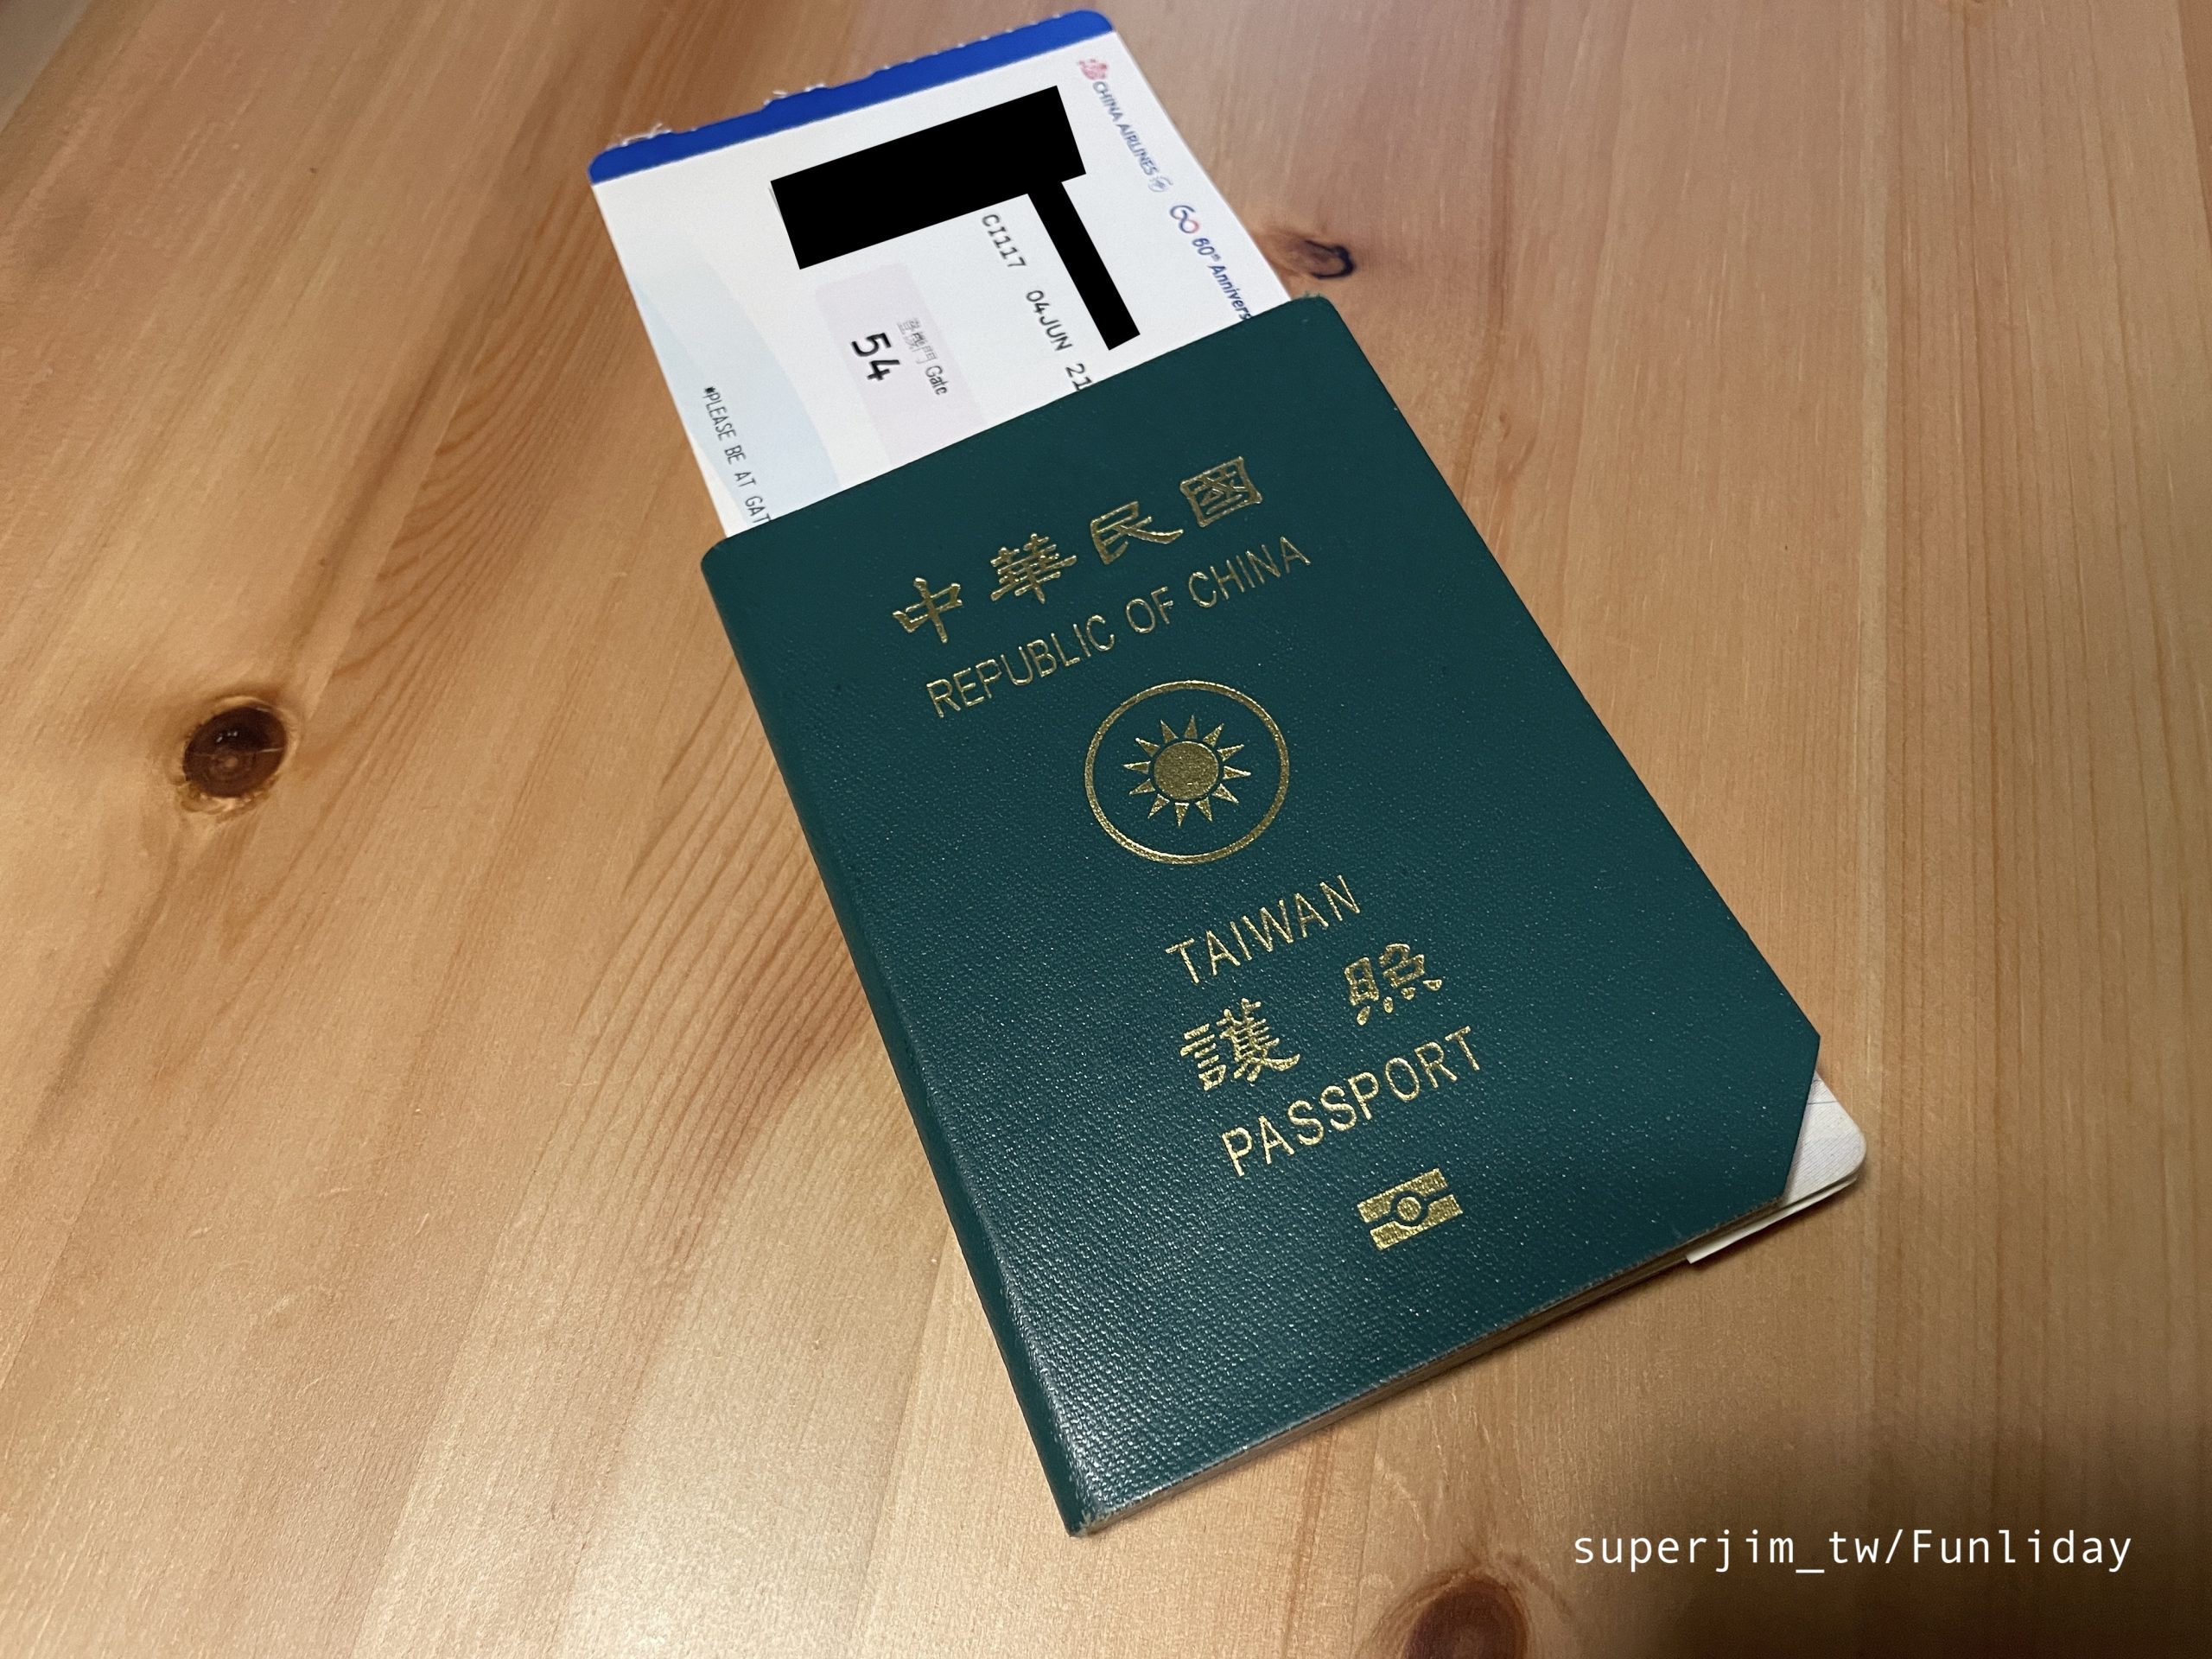 CHINA AIRLINES
60 60th Annivers
CI117 04JUN 21
登機門 Gate
54
*PLEASE BE AT GAT
中華民國
REPUBLIC OF CHINA
TAIWAN
護照
PASSPORT
superjim_tw/Funliday